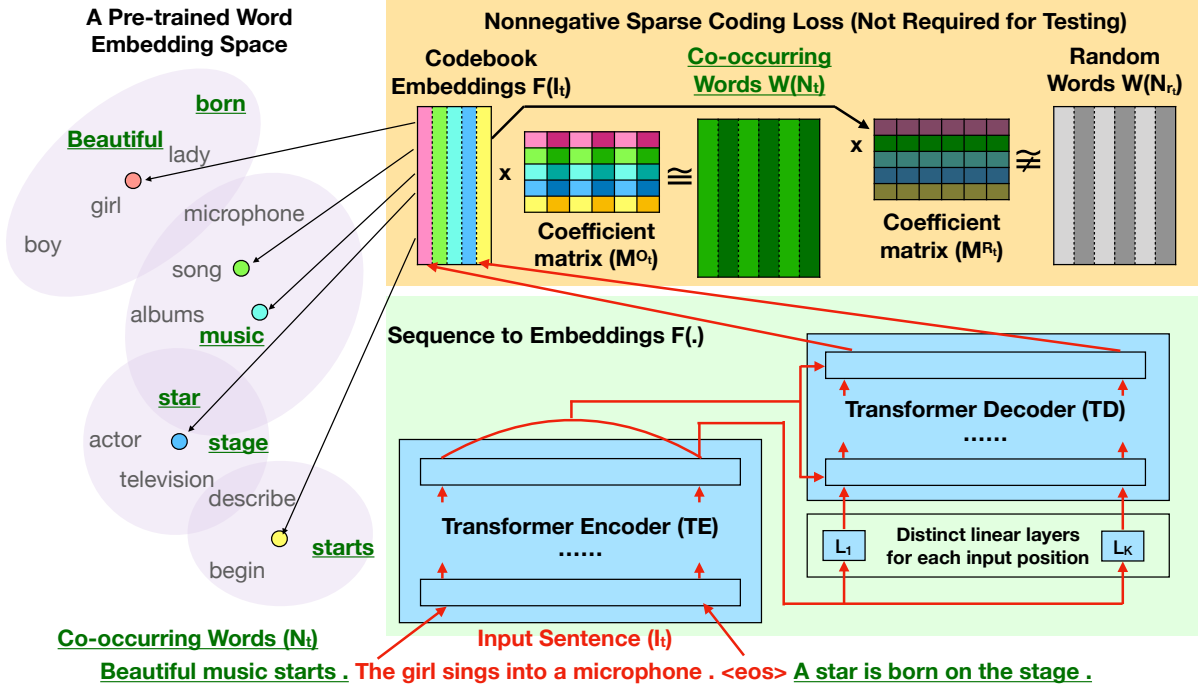 A Pre-trained Word
Embedding Space
born
Beautiful
lady
girl
boy
microphone
song
albums
music
star
actor
stage
television
describe
starts
begin
Nonnegative Sparse Coding Loss (Not Required for Testing)
Codebook
Embeddings F(Iₜ)
x
Coefficient
matrix (M^Oₜ)
≅
Co-occurring
Words W(Nₜ)
x
Coefficient
matrix (M^Rₜ)
≇
Random
Words W(Nrₜ)
Sequence to Embeddings F(.)
Transformer Decoder (TD)
......
L₁
Distinct linear layers
for each input position
L_K
Transformer Encoder (TE)
......
Co-occurring Words (Nₜ)
Input Sentence (Iₜ)
Beautiful music starts . The girl sings into a microphone . <eos> A star is born on the stage .